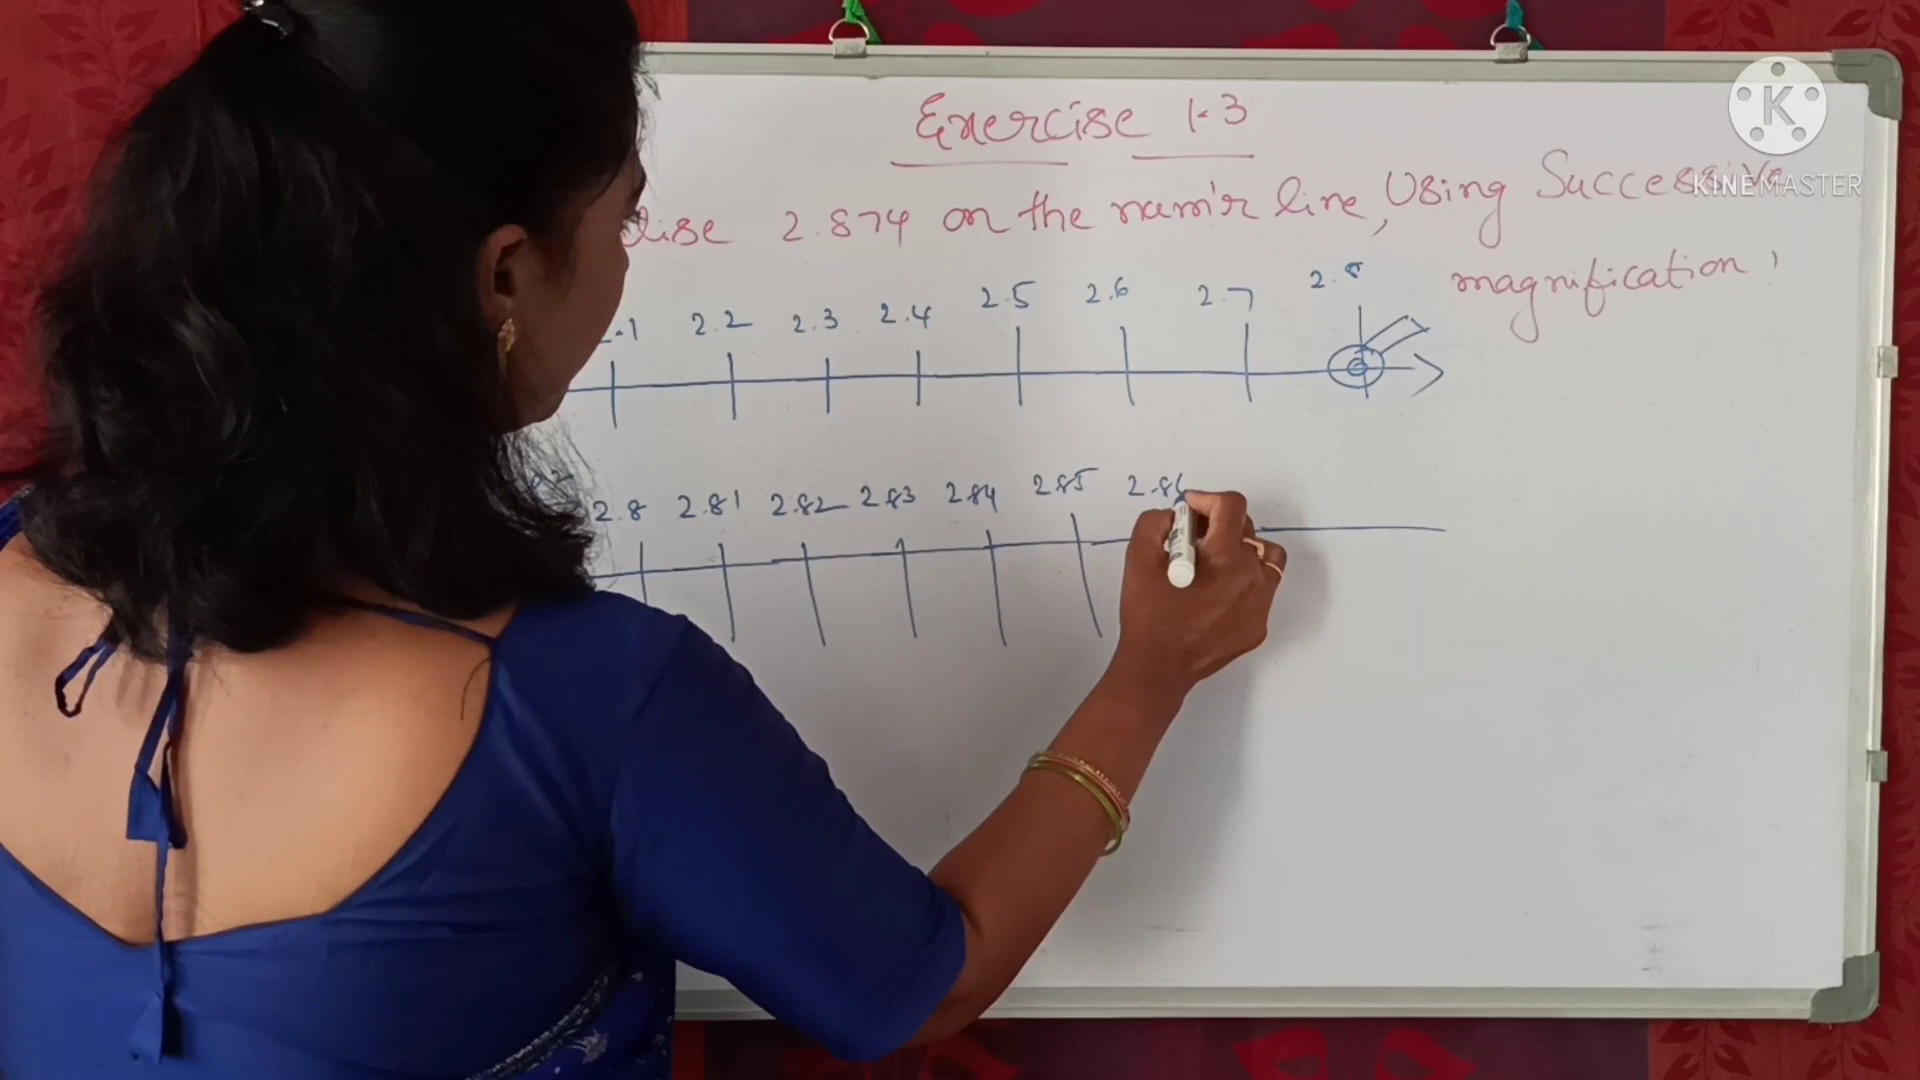 Exercise 1.3
2.874 on the num'r line, Using Successive
magnification!
2.1 2.2 2.3 2.4 2.5 2.6 2.7 2.8
2.8 2.81 2.82 2.83 2.84 2.85 2.86
K
KINEMASTER